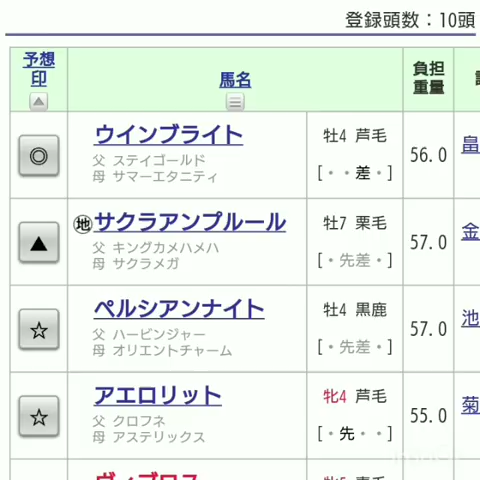 登録頭数：10頭
予想印 馬名 負担重量
◎ ウインブライト 牡4 芦毛 56.0 畠
父 ステイゴールド
母 サマーエタニティ [・・差・]
▲ 地 サクラアンプルール 牡7 栗毛 57.0 金
父 キングカメハメハ
母 サクラメガ [・先差・]
☆ ペルシアンナイト 牡4 黒鹿 57.0 池
父 ハービンジャー
母 オリエントチャーム [・先差・]
☆ アエロリット 牝4 芦毛 55.0 菊
父 クロフネ
母 アステリックス [・先・・]